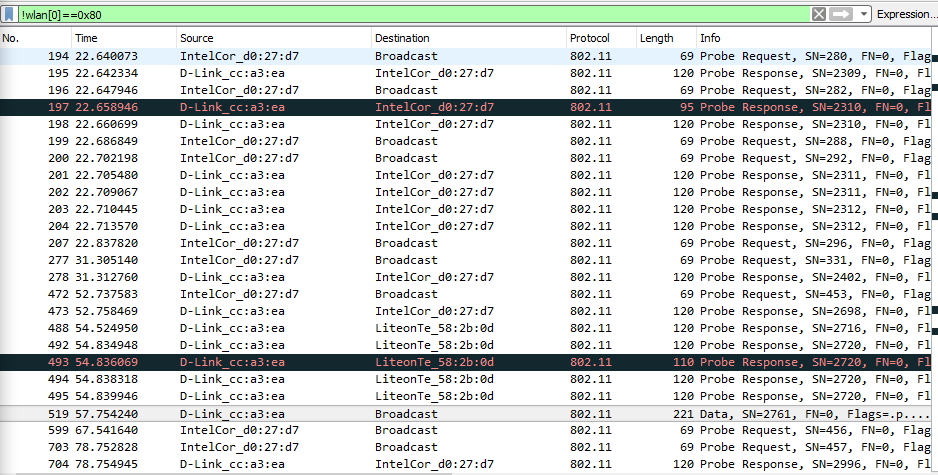 !wlan[0]==0x80 Expression...
No. Time Source Destination Protocol Length Info
194 22.640073 IntelCor_d0:27:d7 Broadcast 802.11 69 Probe Request, SN=280, FN=0, Flag
195 22.642334 D-Link_cc:a3:ea IntelCor_d0:27:d7 802.11 120 Probe Response, SN=2309, FN=0, Fl
196 22.647946 IntelCor_d0:27:d7 Broadcast 802.11 69 Probe Request, SN=282, FN=0, Flag
197 22.658946 D-Link_cc:a3:ea IntelCor_d0:27:d7 802.11 95 Probe Response, SN=2310, FN=0, Fl
198 22.660699 D-Link_cc:a3:ea IntelCor_d0:27:d7 802.11 120 Probe Response, SN=2310, FN=0, Fl
199 22.686849 IntelCor_d0:27:d7 Broadcast 802.11 69 Probe Request, SN=288, FN=0, Flag
200 22.702198 IntelCor_d0:27:d7 Broadcast 802.11 69 Probe Request, SN=292, FN=0, Flag
201 22.705480 D-Link_cc:a3:ea IntelCor_d0:27:d7 802.11 120 Probe Response, SN=2311, FN=0, Fl
202 22.709067 D-Link_cc:a3:ea IntelCor_d0:27:d7 802.11 120 Probe Response, SN=2311, FN=0, Fl
203 22.710445 D-Link_cc:a3:ea IntelCor_d0:27:d7 802.11 120 Probe Response, SN=2312, FN=0, Fl
204 22.713570 D-Link_cc:a3:ea IntelCor_d0:27:d7 802.11 120 Probe Response, SN=2312, FN=0, Fl
207 22.837820 IntelCor_d0:27:d7 Broadcast 802.11 69 Probe Request, SN=296, FN=0, Flag
277 31.305140 IntelCor_d0:27:d7 Broadcast 802.11 69 Probe Request, SN=331, FN=0, Flag
278 31.312760 D-Link_cc:a3:ea IntelCor_d0:27:d7 802.11 120 Probe Response, SN=2402, FN=0, Fl
472 52.737583 IntelCor_d0:27:d7 Broadcast 802.11 69 Probe Request, SN=453, FN=0, Flag
473 52.758469 D-Link_cc:a3:ea IntelCor_d0:27:d7 802.11 120 Probe Response, SN=2698, FN=0, Fl
488 54.524950 D-Link_cc:a3:ea LiteonTe_58:2b:0d 802.11 120 Probe Response, SN=2716, FN=0, Fl
492 54.834948 D-Link_cc:a3:ea LiteonTe_58:2b:0d 802.11 120 Probe Response, SN=2720, FN=0, Fl
493 54.836069 D-Link_cc:a3:ea LiteonTe_58:2b:0d 802.11 110 Probe Response, SN=2720, FN=0, Fl
494 54.838318 D-Link_cc:a3:ea LiteonTe_58:2b:0d 802.11 120 Probe Response, SN=2720, FN=0, Fl
495 54.839946 D-Link_cc:a3:ea LiteonTe_58:2b:0d 802.11 120 Probe Response, SN=2720, FN=0, Fl
519 57.754240 D-Link_cc:a3:ea Broadcast 802.11 221 Data, SN=2761, FN=0, Flags=.p....
599 67.541640 IntelCor_d0:27:d7 Broadcast 802.11 69 Probe Request, SN=456, FN=0, Flag
703 78.752828 IntelCor_d0:27:d7 Broadcast 802.11 69 Probe Request, SN=457, FN=0, Flag
704 78.754945 D-Link_cc:a3:ea IntelCor_d0:27:d7 802.11 120 Probe Response, SN=2996, FN=0, Fl